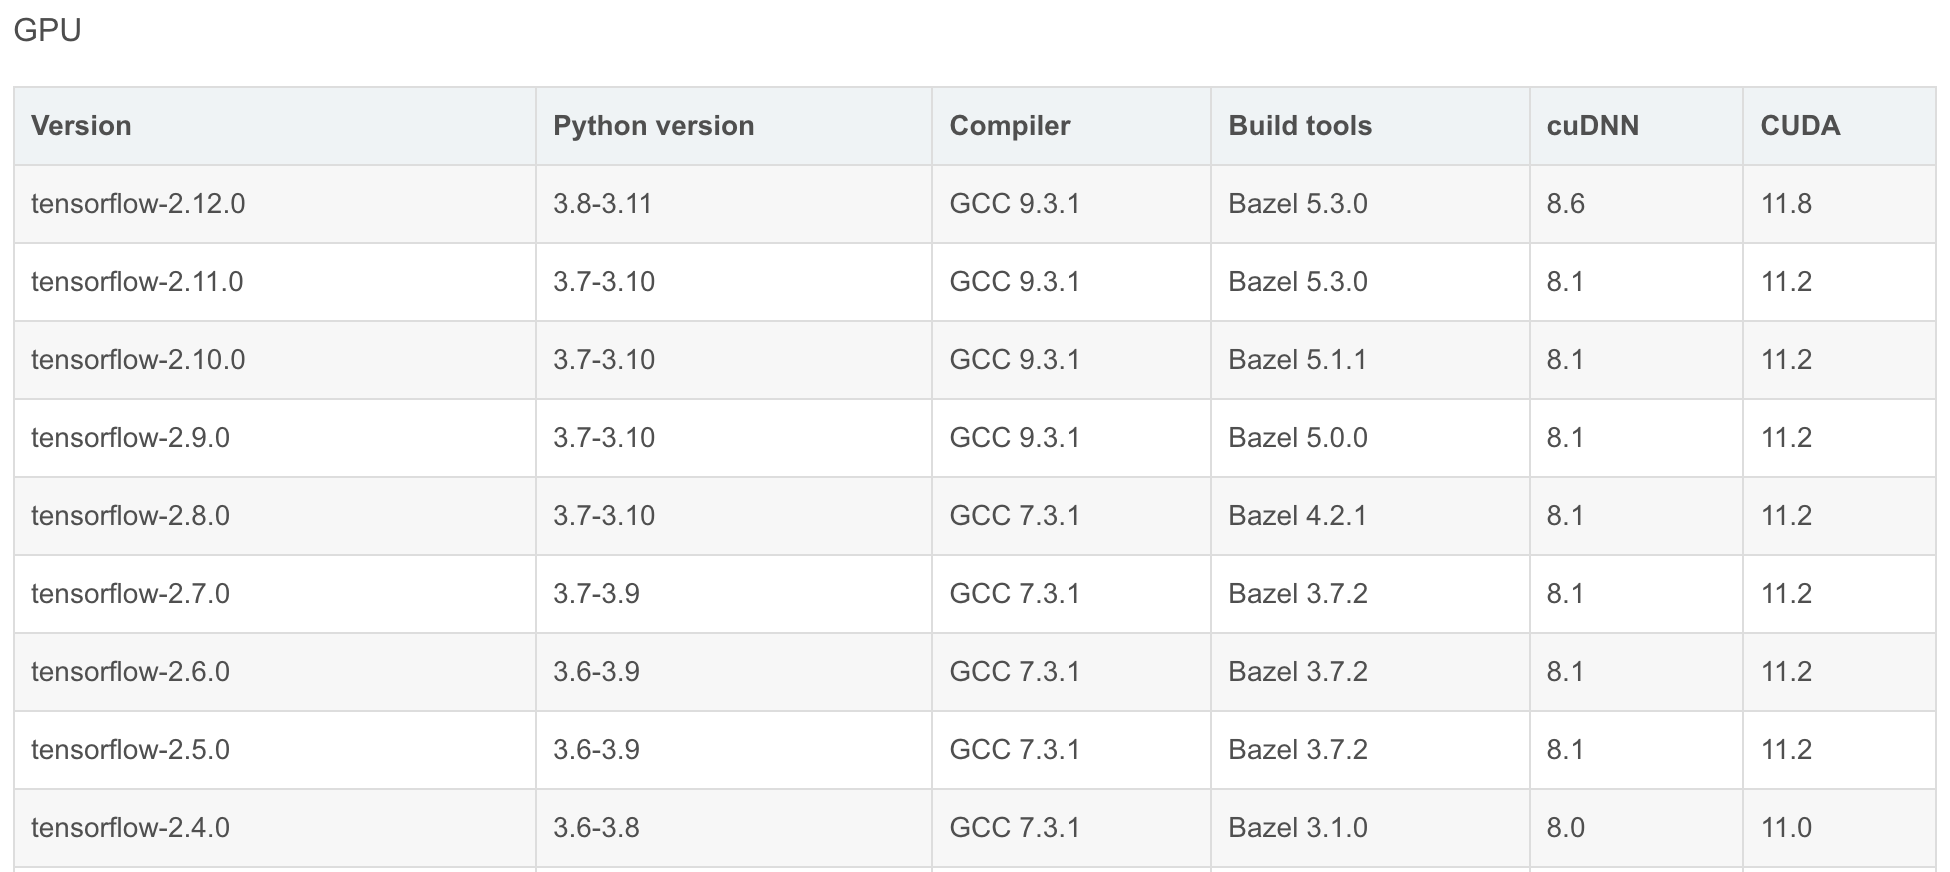 GPU
Version Python version Compiler Build tools cuDNN CUDA
tensorflow-2.12.0 3.8-3.11 GCC 9.3.1 Bazel 5.3.0 8.6 11.8
tensorflow-2.11.0 3.7-3.10 GCC 9.3.1 Bazel 5.3.0 8.1 11.2
tensorflow-2.10.0 3.7-3.10 GCC 9.3.1 Bazel 5.1.1 8.1 11.2
tensorflow-2.9.0 3.7-3.10 GCC 9.3.1 Bazel 5.0.0 8.1 11.2
tensorflow-2.8.0 3.7-3.10 GCC 7.3.1 Bazel 4.2.1 8.1 11.2
tensorflow-2.7.0 3.7-3.9 GCC 7.3.1 Bazel 3.7.2 8.1 11.2
tensorflow-2.6.0 3.6-3.9 GCC 7.3.1 Bazel 3.7.2 8.1 11.2
tensorflow-2.5.0 3.6-3.9 GCC 7.3.1 Bazel 3.7.2 8.1 11.2
tensorflow-2.4.0 3.6-3.8 GCC 7.3.1 Bazel 3.1.0 8.0 11.0